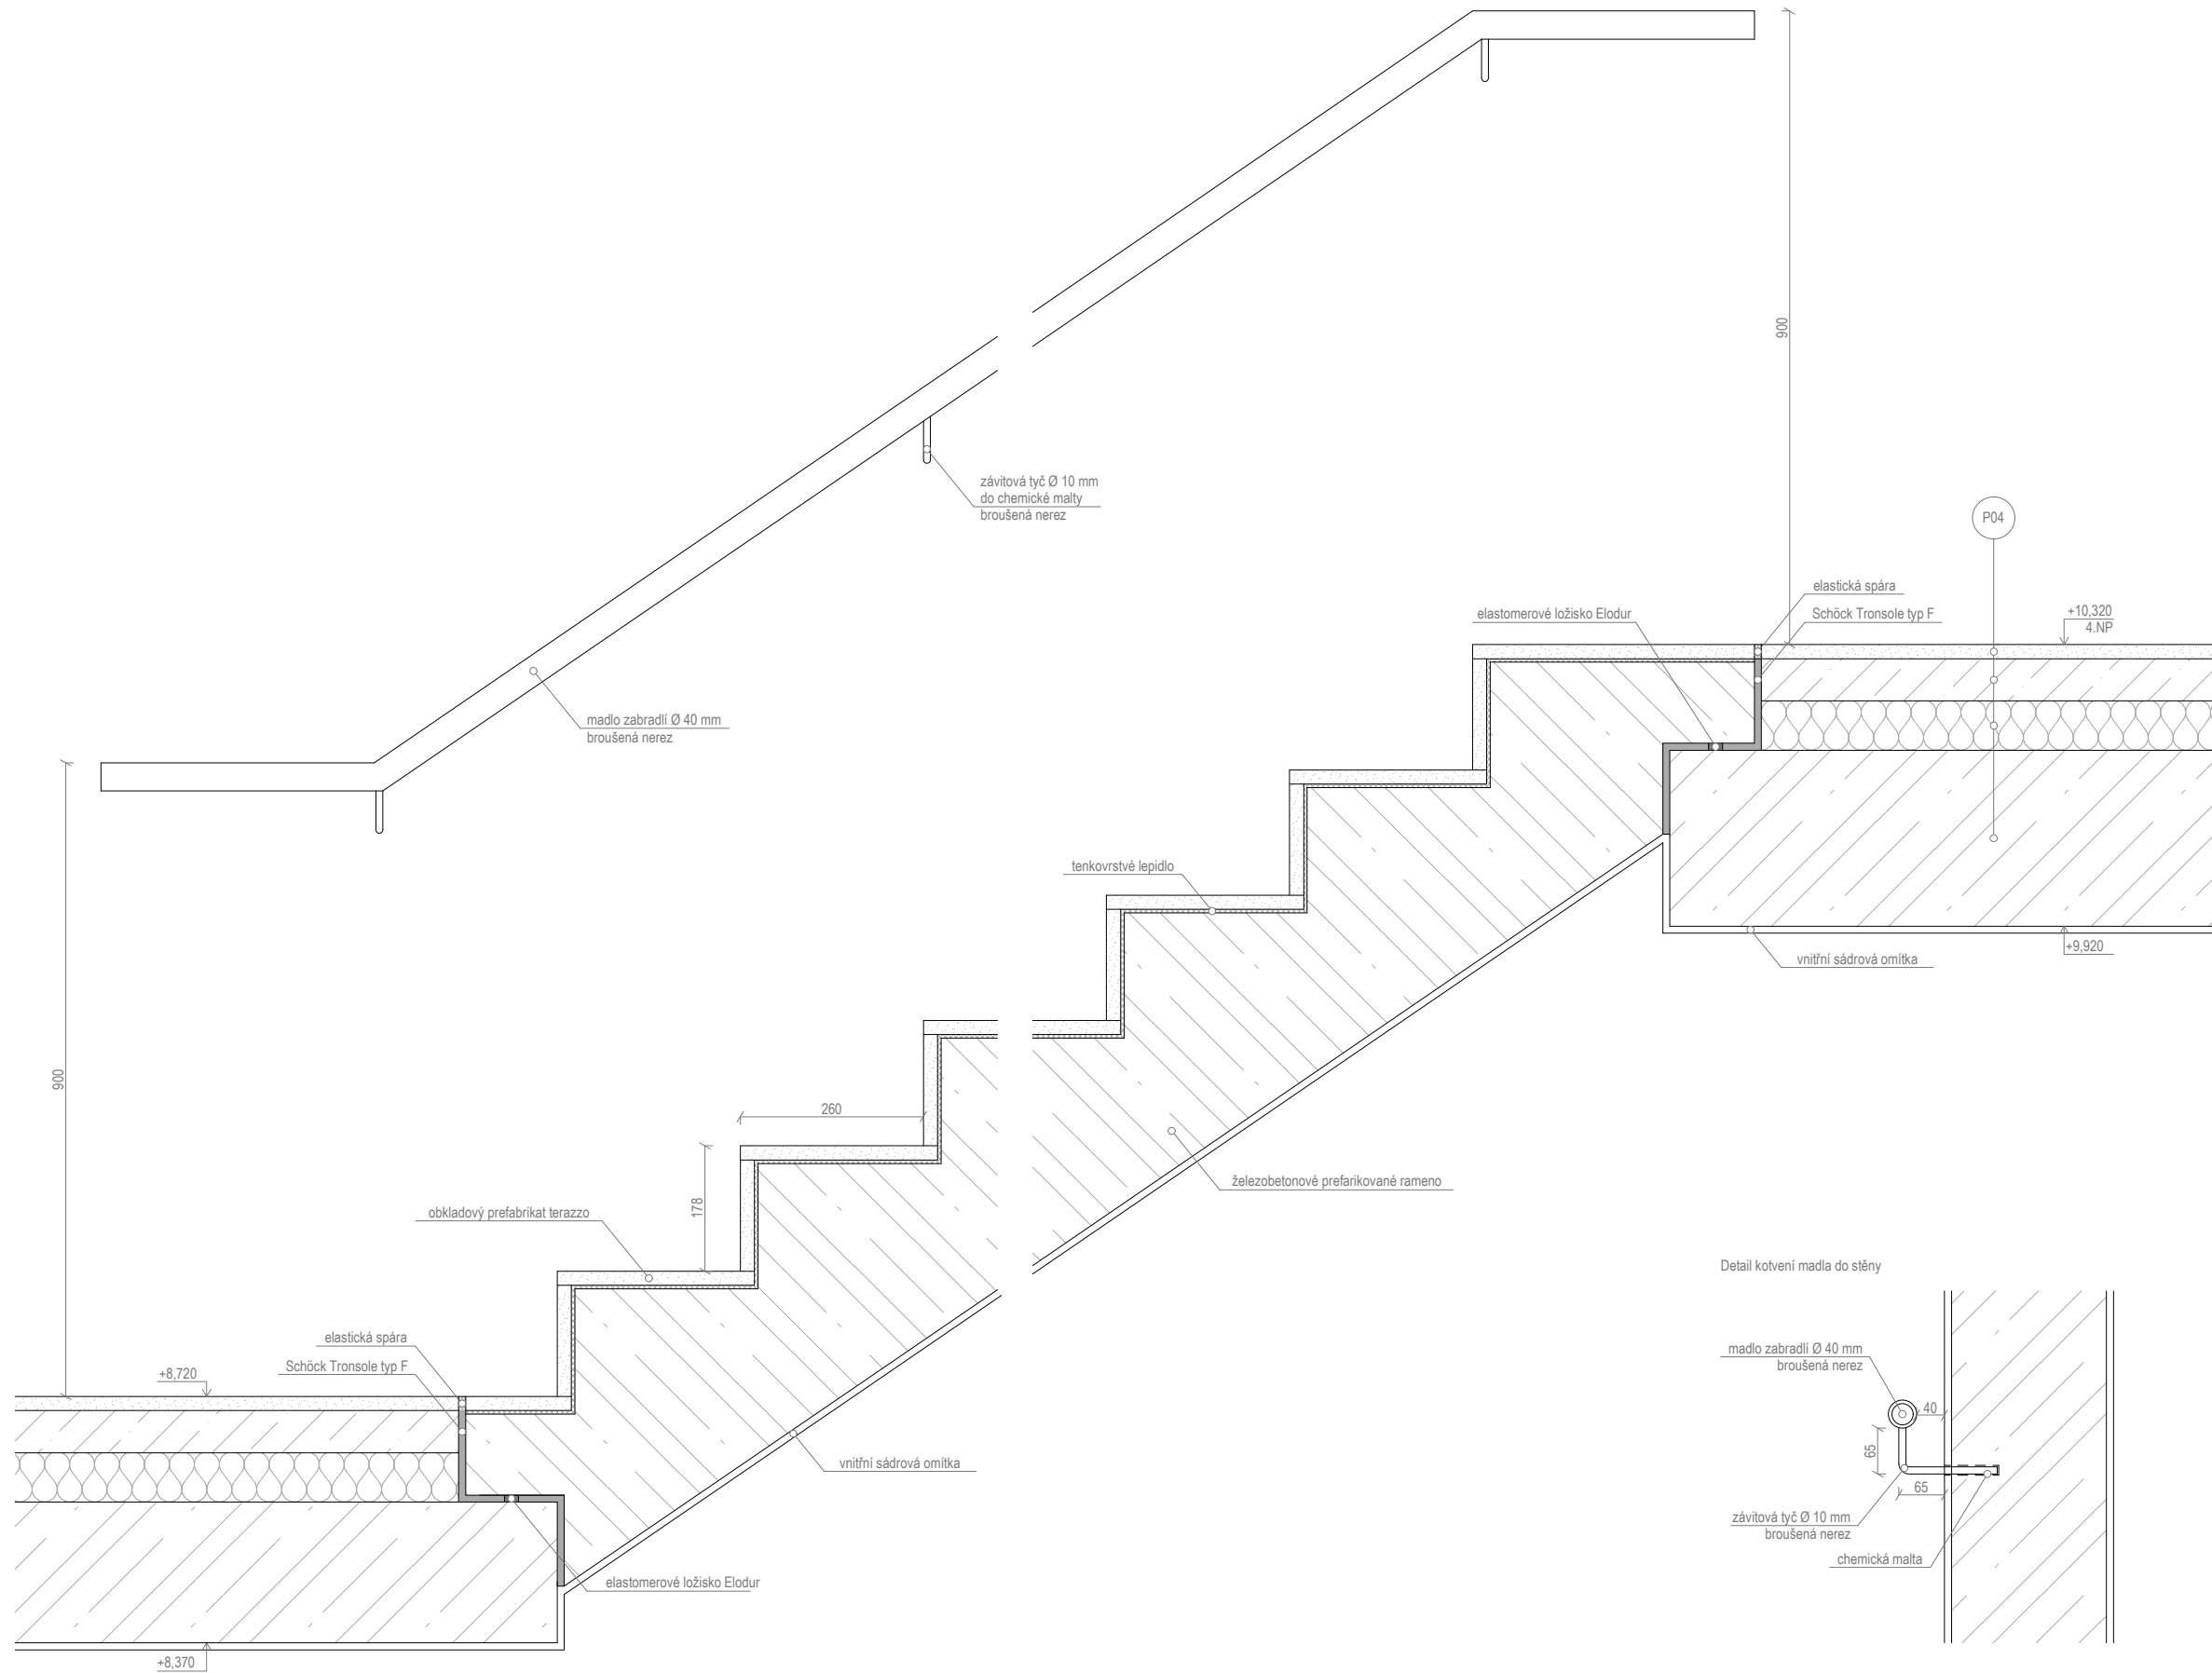 900
závitová tyč Ø 10 mm
do chemické malty
broušená nerez
P04
elastická spára
elastomerové ložisko Elodur
Schöck Tronsole typ F
+10,320
4.NP
madlo zabradlí Ø 40 mm
broušená nerez
tenkovrstvé lepidlo
vnitřní sádrová omítka
+9,920
900
260
178
železobetonové prefarikované rameno
obkladový prefabrikat terazzo
Detail kotvení madla do stěny
elastická spára
Schöck Tronsole typ F
+8,720
madlo zabradlí Ø 40 mm
broušená nerez
40
65
65
vnitřní sádrová omítka
závitová tyč Ø 10 mm
broušená nerez
chemická malta
elastomerové ložisko Elodur
+8,370